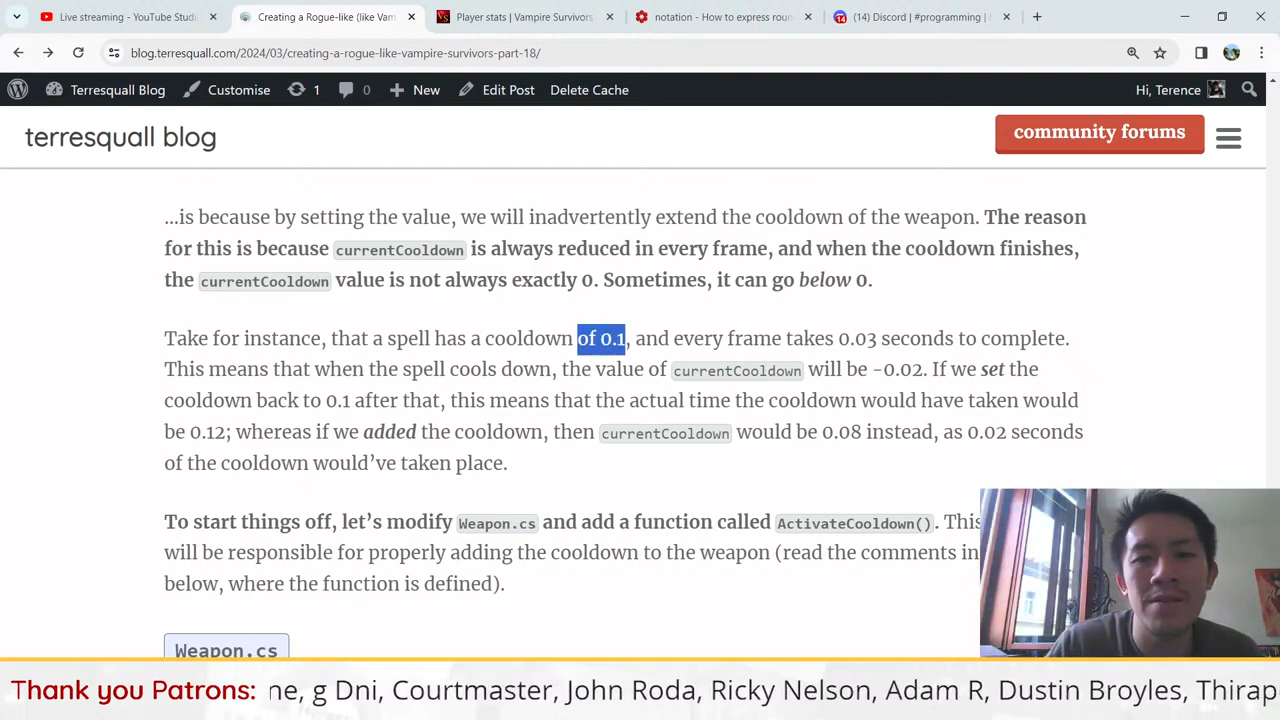 Live streaming - YouTube Studi
Creating a Rogue-like (like Vam
Player stats | Vampire Survivors
notation - How to express roun
(14) Discord | #programming |
blog.terresquall.com/2024/03/creating-a-rogue-like-vampire-survivors-part-18/
Terresquall Blog Customise 1 0 New Edit Post Delete Cache Hi, Terence
terresquall blog
community forums
...is because by setting the value, we will inadvertently extend the cooldown of the weapon. The reason
for this is because currentCooldown is always reduced in every frame, and when the cooldown finishes,
the currentCooldown value is not always exactly 0. Sometimes, it can go below 0.
Take for instance, that a spell has a cooldown of 0.1, and every frame takes 0.03 seconds to complete.
This means that when the spell cools down, the value of currentCooldown will be -0.02. If we set the
cooldown back to 0.1 after that, this means that the actual time the cooldown would have taken would
be 0.12; whereas if we added the cooldown, then currentCooldown would be 0.08 instead, as 0.02 seconds
of the cooldown would've taken place.
To start things off, let's modify Weapon.cs and add a function called ActivateCooldown(). This
will be responsible for properly adding the cooldown to the weapon (read the comments in
below, where the function is defined).
Weapon.cs
Thank you Patrons: ne, g Dni, Courtmaster, John Roda, Ricky Nelson, Adam R, Dustin Broyles, Thirap